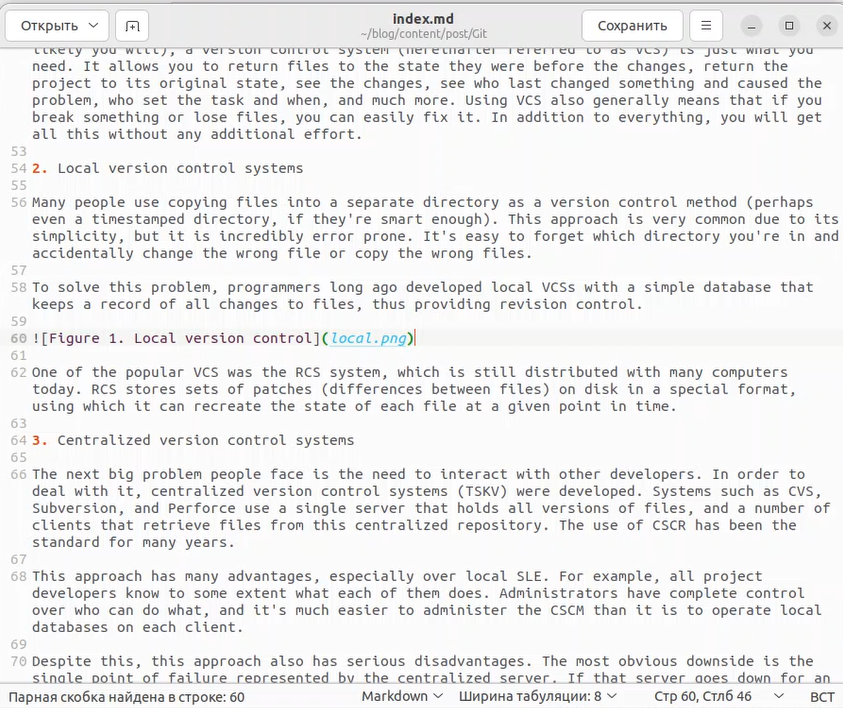 Открыть
index.md
~/blog/content/post/Git
Сохранить
likely you will), a version control system (hereinafter referred to as VCS) is just what you
need. It allows you to return files to the state they were before the changes, return the
project to its original state, see the changes, see who last changed something and caused the
problem, who set the task and when, and much more. Using VCS also generally means that if you
break something or lose files, you can easily fix it. In addition to everything, you will get
all this without any additional effort.
53
54 2. Local version control systems
55
56 Many people use copying files into a separate directory as a version control method (perhaps
even a timestamped directory, if they're smart enough). This approach is very common due to its
simplicity, but it is incredibly error prone. It's easy to forget which directory you're in and
accidentally change the wrong file or copy the wrong files.
57
58 To solve this problem, programmers long ago developed local VCSs with a simple database that
keeps a record of all changes to files, thus providing revision control.
59
60 ![Figure 1. Local version control](local.png)
61
62 One of the popular VCS was the RCS system, which is still distributed with many computers
today. RCS stores sets of patches (differences between files) on disk in a special format,
using which it can recreate the state of each file at a given point in time.
63
64 3. Centralized version control systems
65
66 The next big problem people face is the need to interact with other developers. In order to
deal with it, centralized version control systems (TSKV) were developed. Systems such as CVS,
Subversion, and Perforce use a single server that holds all versions of files, and a number of
clients that retrieve files from this centralized repository. The use of CSCR has been the
standard for many years.
67
68 This approach has many advantages, especially over local SLE. For example, all project
developers know to some extent what each of them does. Administrators have complete control
over who can do what, and it's much easier to administer the CSCM than it is to operate local
databases on each client.
69
70 Despite this, this approach also has serious disadvantages. The most obvious downside is the
single point of failure represented by the centralized server. If that server goes down for an
Парная скобка найдена в строке: 60
Markdown
Ширина табуляции: 8
Стр 60, Стлб 46
ВСТ